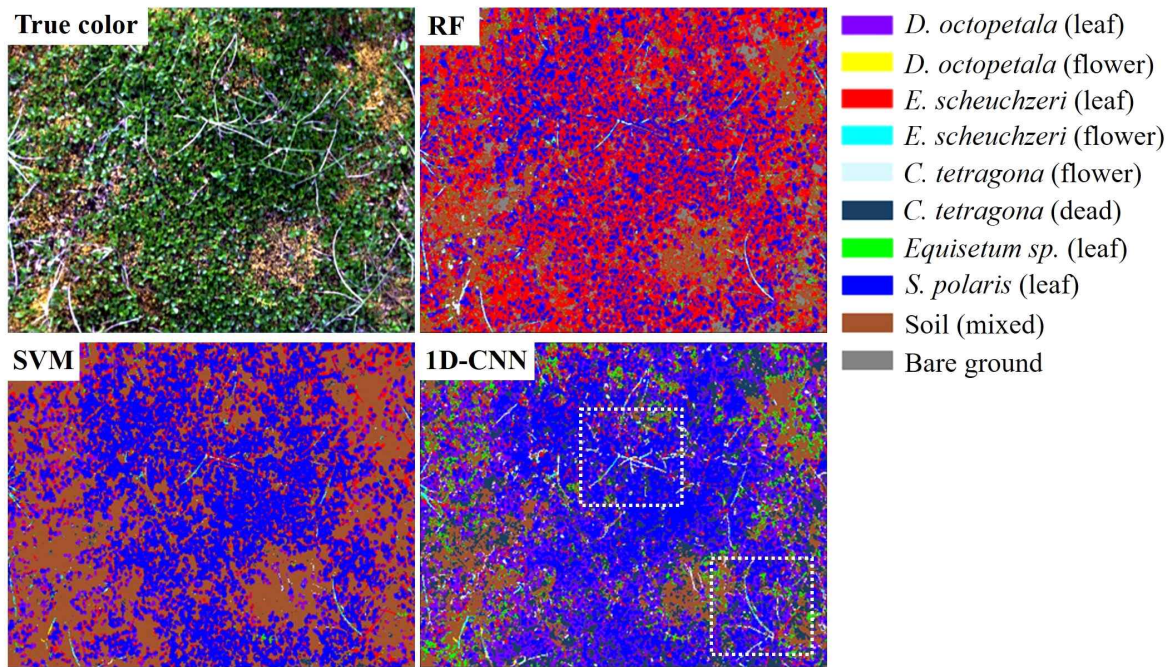 True color
RF
SVM
1D-CNN
D. octopetala (leaf)
D. octopetala (flower)
E. scheuchzeri (leaf)
E. scheuchzeri (flower)
C. tetragona (flower)
C. tetragona (dead)
Equisetum sp. (leaf)
S. polaris (leaf)
Soil (mixed)
Bare ground